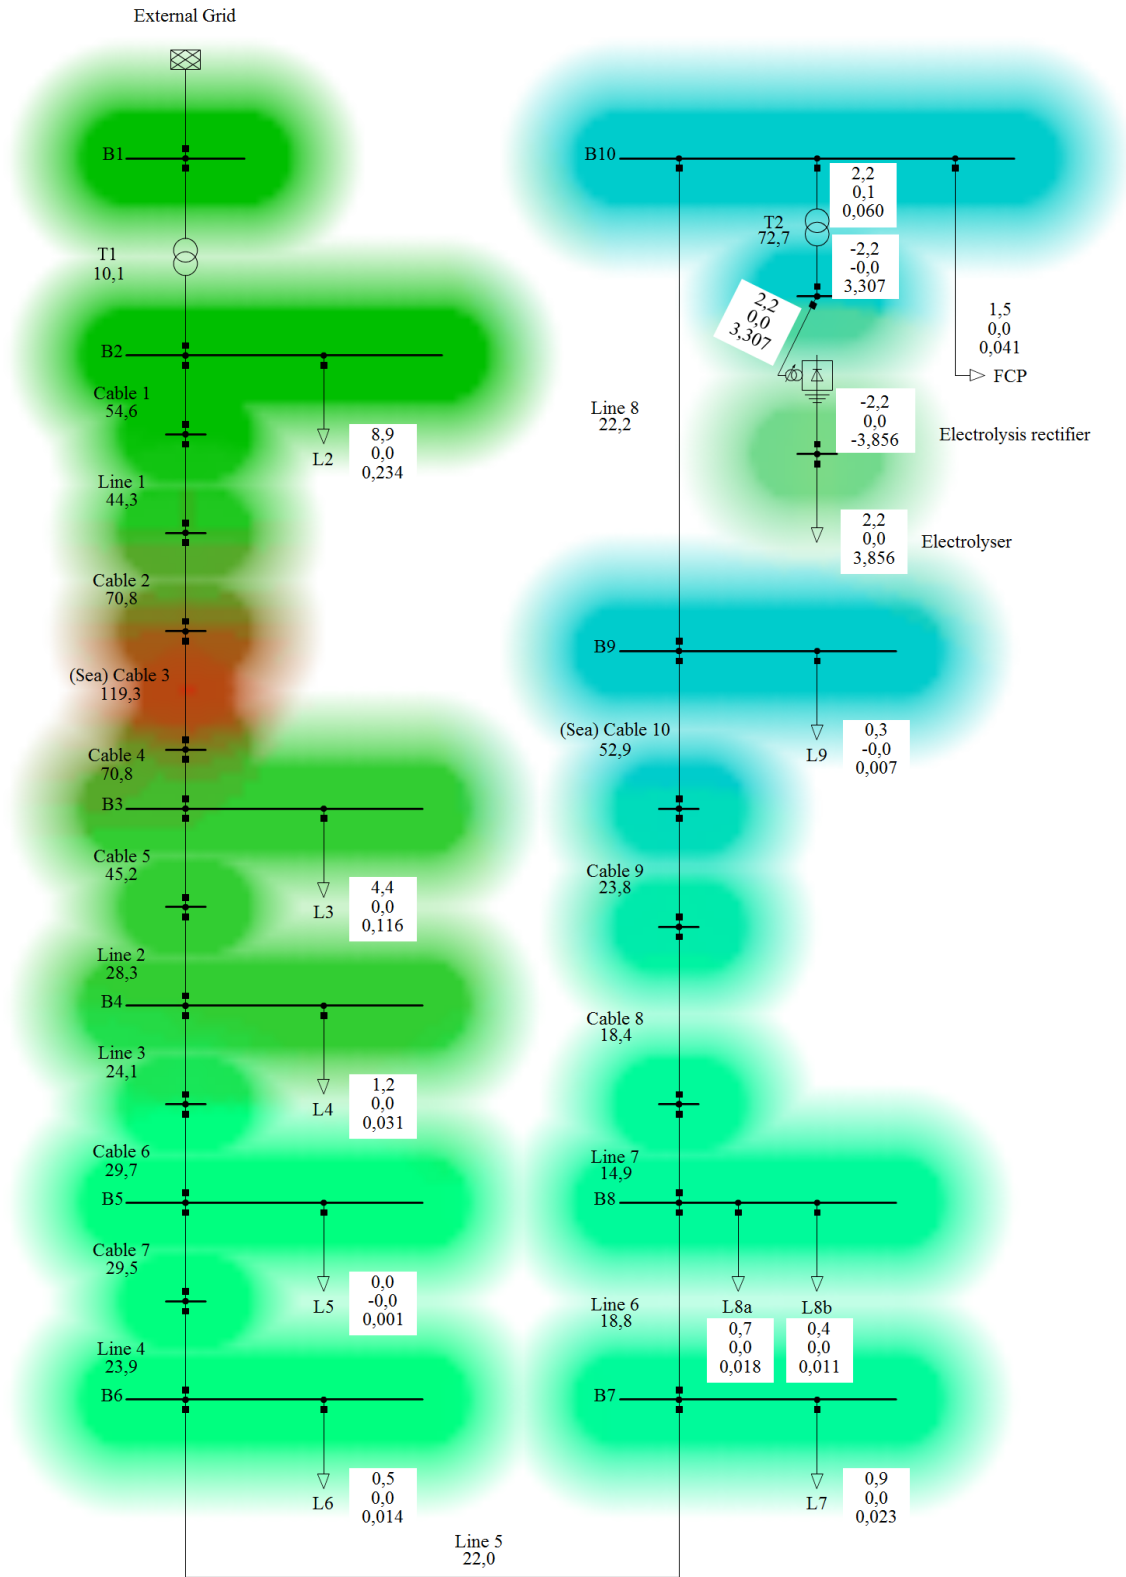 External Grid
B1
T1
10,1
B2
Cable 1
54,6
L2
8,9
0,0
0,234
Line 1
44,3
Cable 2
70,8
(Sea) Cable 3
119,3
Cable 4
70,8
B3
Cable 5
45,2
L3
4,4
0,0
0,116
Line 2
28,3
B4
Line 3
24,1
L4
1,2
0,0
0,031
Cable 6
29,7
B5
Cable 7
29,5
L5
0,0
-0,0
0,001
Line 4
23,9
B6
L6
0,5
0,0
0,014
Line 5
22,0
B10
2,2
0,1
0,060
T2
72,7
-2,2
-0,0
3,307
2,2
0,0
3,307
1,5
0,0
0,041
FCP
Line 8
22,2
-2,2
0,0
-3,856
Electrolysis rectifier
2,2
0,0
3,856
Electrolyser
B9
(Sea) Cable 10
52,9
L9
0,3
-0,0
0,007
Cable 9
23,8
Cable 8
18,4
Line 7
14,9
B8
Line 6
18,8
L8a
0,7
0,0
0,018
L8b
0,4
0,0
0,011
B7
L7
0,9
0,0
0,023